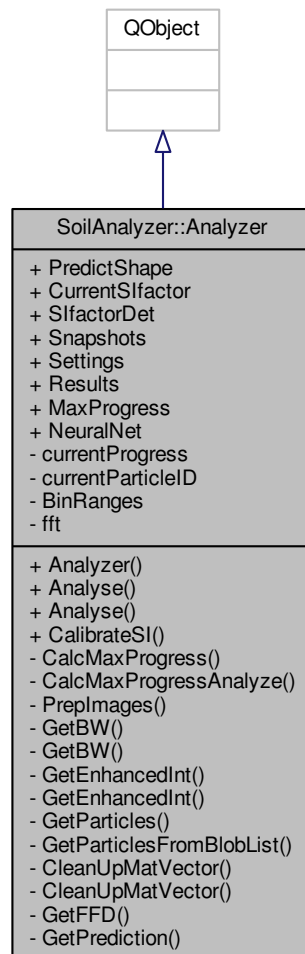 QObject
SoilAnalyzer::Analyzer
+ PredictShape
+ CurrentSIfactor
+ SIfactorDet
+ Snapshots
+ Settings
+ Results
+ MaxProgress
+ NeuralNet
- currentProgress
- currentParticleID
- BinRanges
- fft
+ Analyzer()
+ Analyse()
+ Analyse()
+ CalibrateSI()
- CalcMaxProgress()
- CalcMaxProgressAnalyze()
- PrepImages()
- GetBW()
- GetBW()
- GetEnhancedInt()
- GetEnhancedInt()
- GetParticles()
- GetParticlesFromBlobList()
- CleanUpMatVector()
- CleanUpMatVector()
- GetFFD()
- GetPrediction()